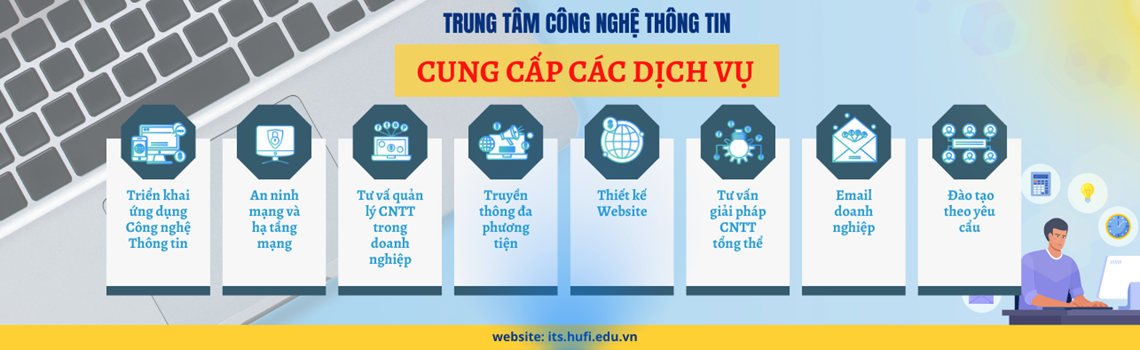 TRUNG TÂM CÔNG NGHỆ THÔNG TIN
CUNG CẤP CÁC DỊCH VỤ
Triển khai
ứng dụng
Công nghệ
Thông tin
An ninh
mạng và
hạ tầng
mạng
Tư vấ quản
lý CNTT
trong
doanh
nghiệp
Truyền
thông đa
phương
tiện
Thiết kế
Website
Tư vấn
giải pháp
CNTT
tổng thể
Email
doanh
nghiệp
Đào tạo
theo yêu
cầu
website: its.hufi.edu.vn